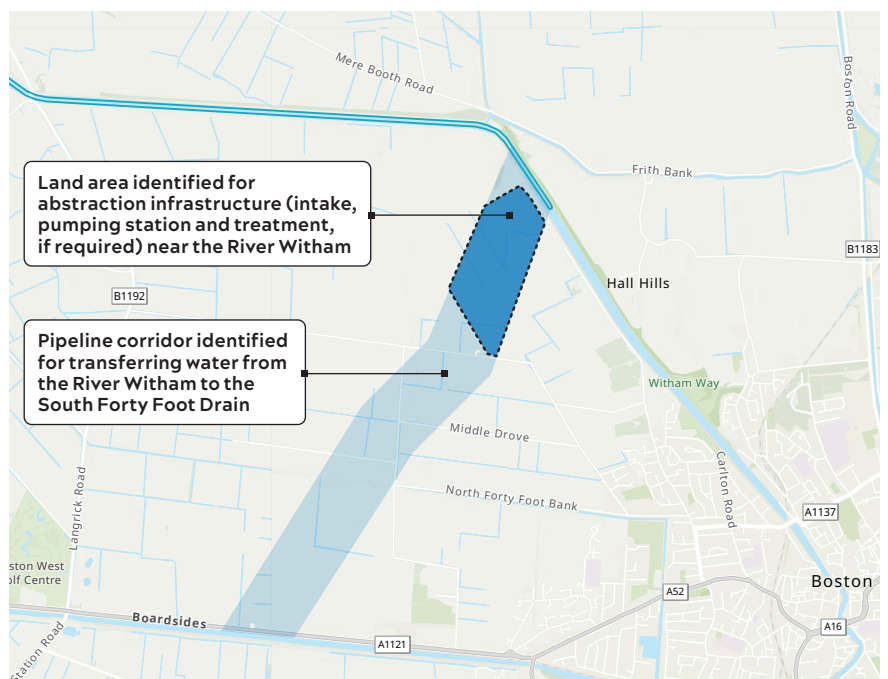 Mere Booth Road
Boston Road
Frith Bank
Land area identified for
abstraction infrastructure (intake,
pumping station and treatment,
if required) near the River Witham
B1183
Hall Hills
B1192
Pipeline corridor identified
for transferring water from
the River Witham to the
South Forty Foot Drain
Witham Way
Middle Drove
Carlton Road
Langrick Road
North Forty Foot Bank
A1137
ston West
olf Centre
Boston
A52
Boardsides
A16
A1121
Station Road